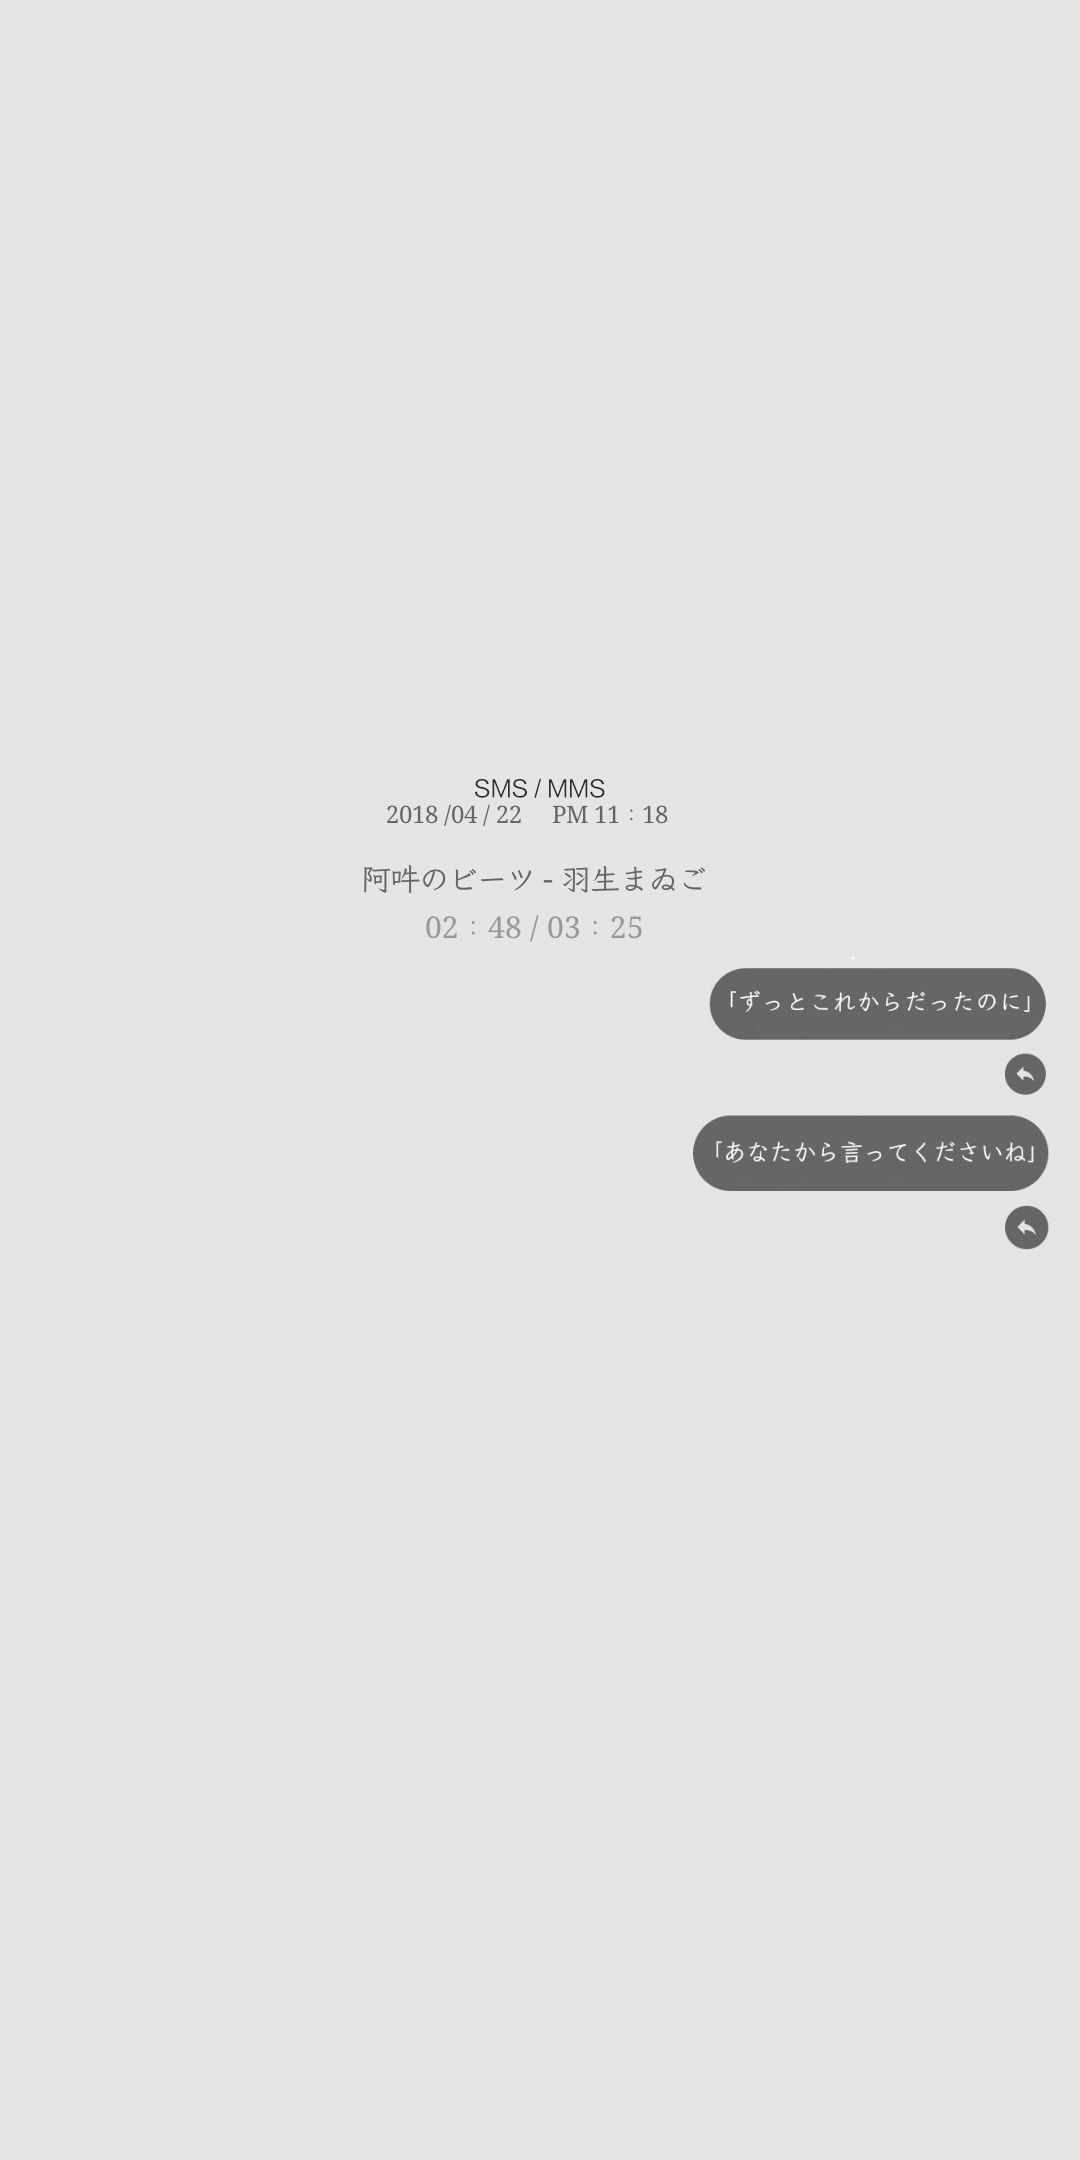 SMS / MMS
2018 /04 / 22 PM 11：18
阿吽のビーツ - 羽生まゐご
02：48 / 03：25
「ずっとこれからだったのに」
「あなたから言ってくださいね」